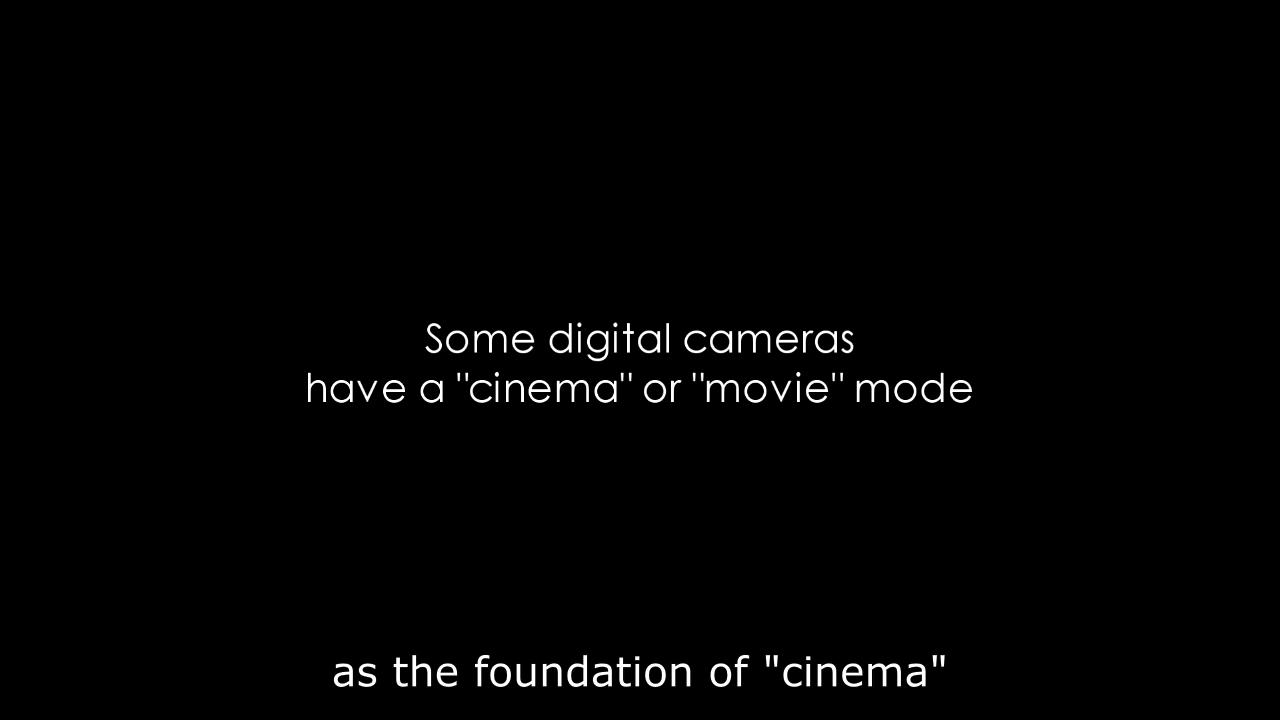 Some digital cameras
have a "cinema" or "movie" mode
as the foundation of "cinema"